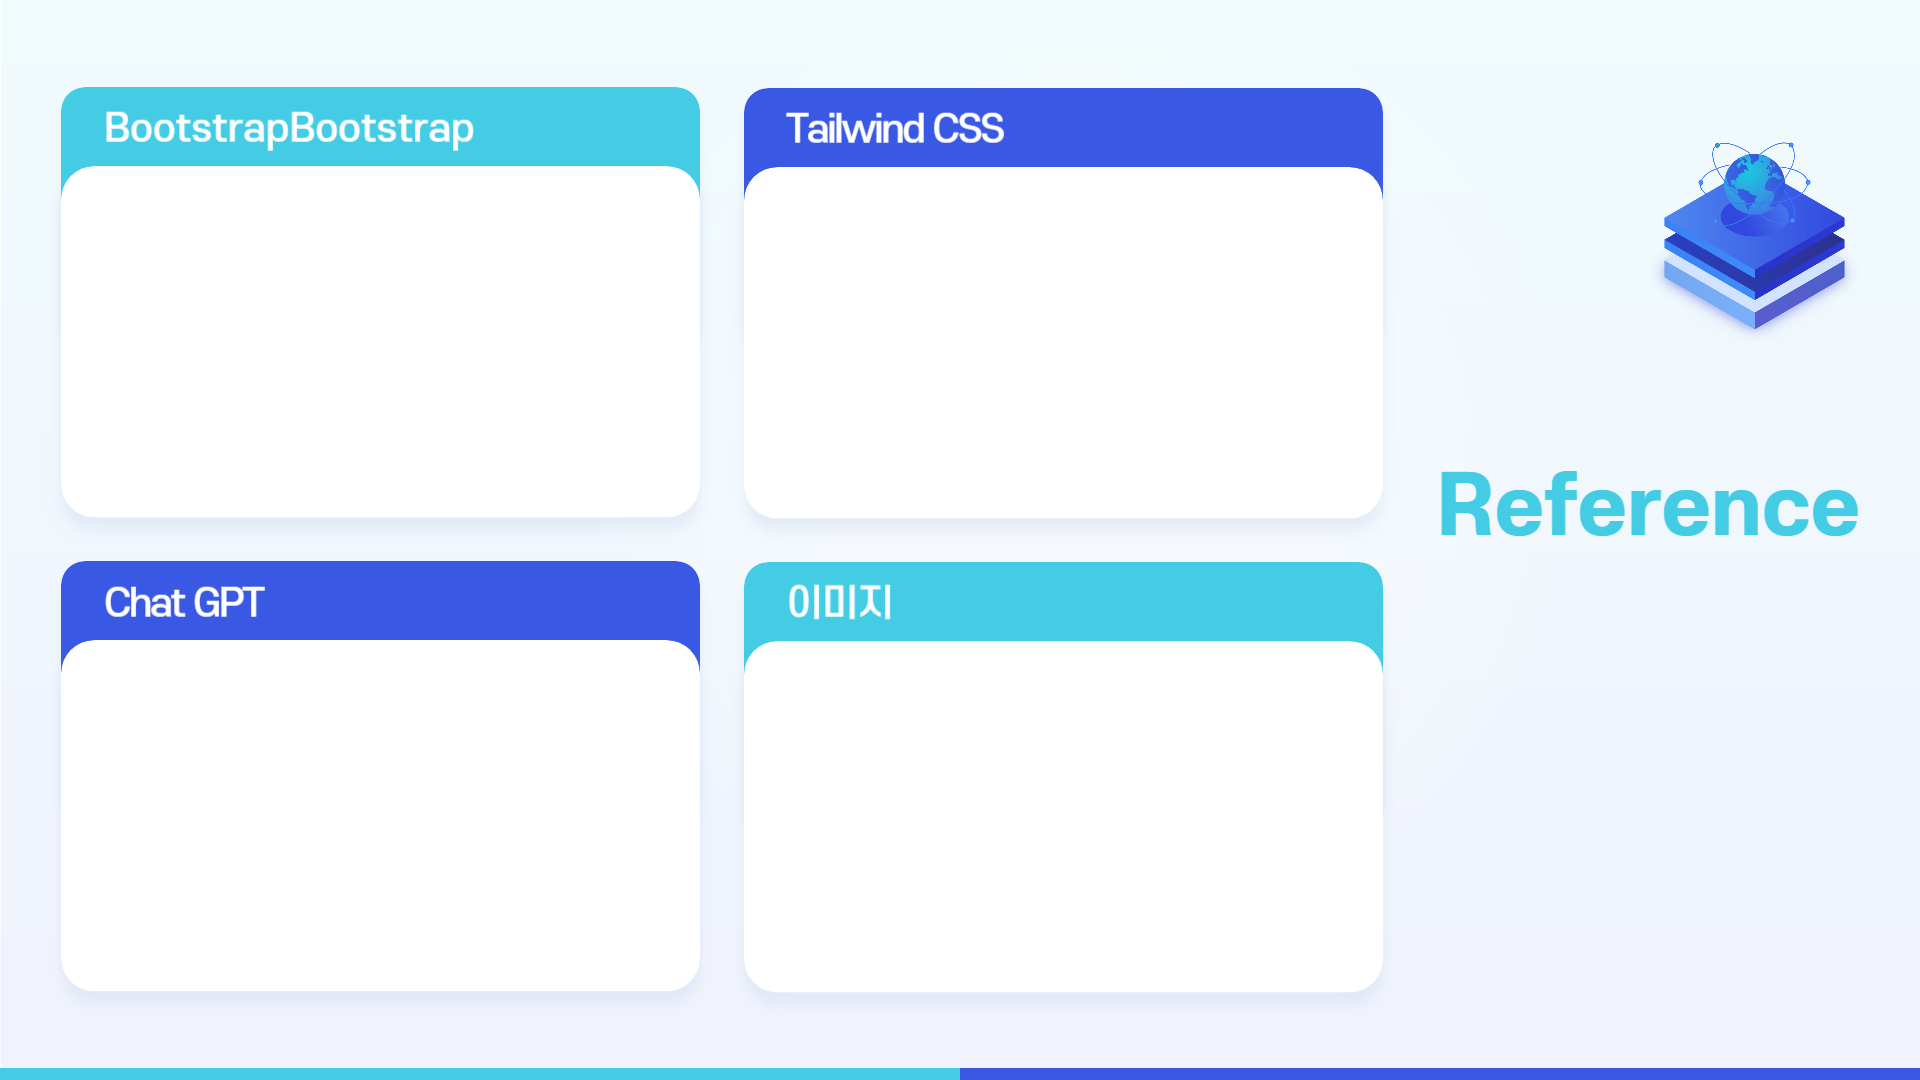 BootstrapBootstrap
Tailwind CSS
Reference
Chat GPT
이미지